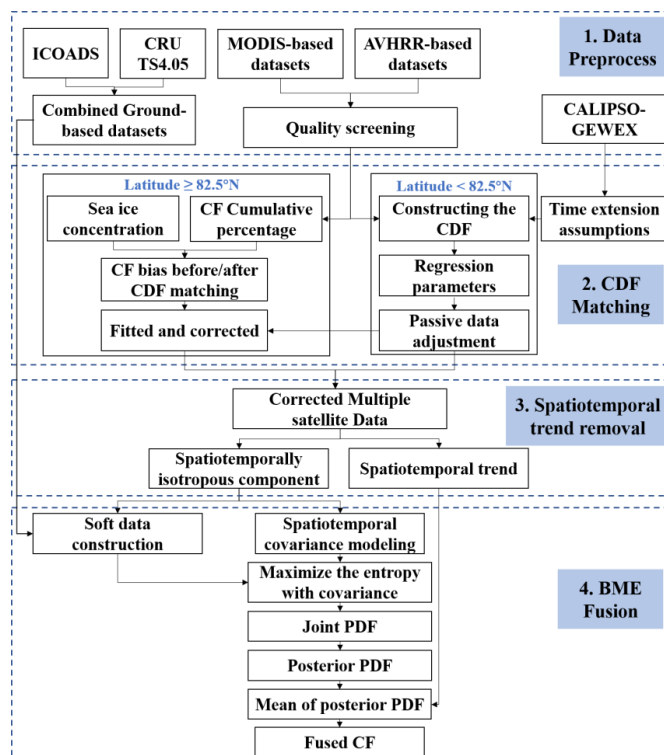 ICOADS
CRU
TS4.05
MODIS-based
datasets
AVHRR-based
datasets
1. Data
Preprocess
Combined Ground-
based datasets
Quality screening
CALIPSO-
GEWEX
Latitude ≥ 82.5°N
Latitude < 82.5°N
Sea ice
concentration
CF Cumulative
percentage
Constructing the
CDF
Time extension
assumptions
CF bias before/after
CDF matching
Regression
parameters
2. CDF
Matching
Fitted and corrected
Passive data
adjustment
Corrected Multiple
satellite Data
3. Spatiotemporal
trend removal
Spatiotemporally
isotropous component
Spatiotemporal trend
Soft data
construction
Spatiotemporal
covariance modeling
Maximize the entropy
with covariance
4. BME
Fusion
Joint PDF
Posterior PDF
Mean of posterior PDF
Fused CF